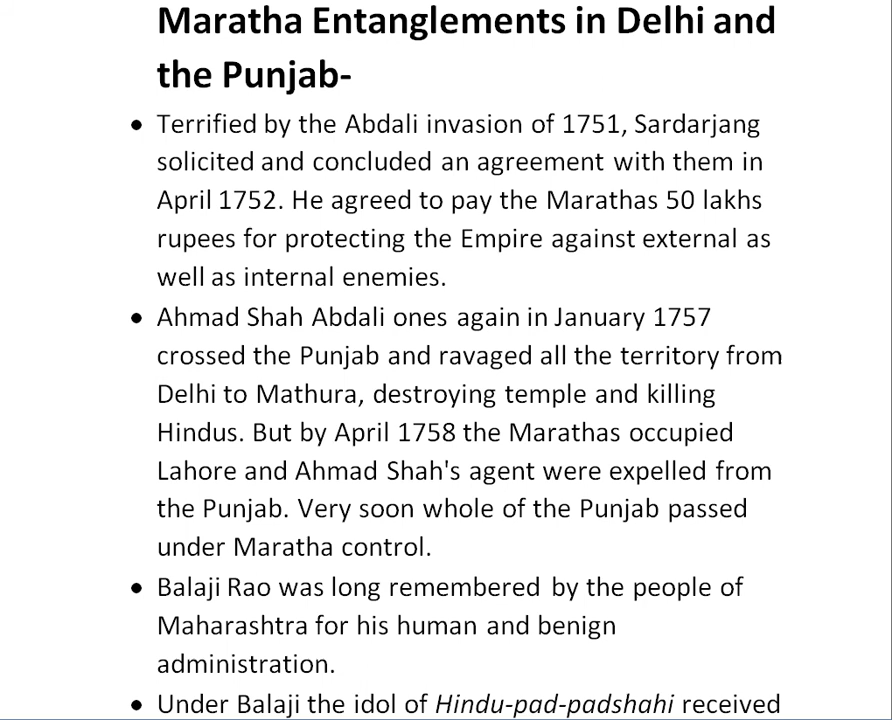 Maratha Entanglements in Delhi and
the Punjab-
• Terrified by the Abdali invasion of 1751, Sardarjang
solicited and concluded an agreement with them in
April 1752. He agreed to pay the Marathas 50 lakhs
rupees for protecting the Empire against external as
well as internal enemies.
• Ahmad Shah Abdali ones again in January 1757
crossed the Punjab and ravaged all the territory from
Delhi to Mathura, destroying temple and killing
Hindus. But by April 1758 the Marathas occupied
Lahore and Ahmad Shah's agent were expelled from
the Punjab. Very soon whole of the Punjab passed
under Maratha control.
• Balaji Rao was long remembered by the people of
Maharashtra for his human and benign
administration.
• Under Balaji the idol of Hindu-pad-padshahi received